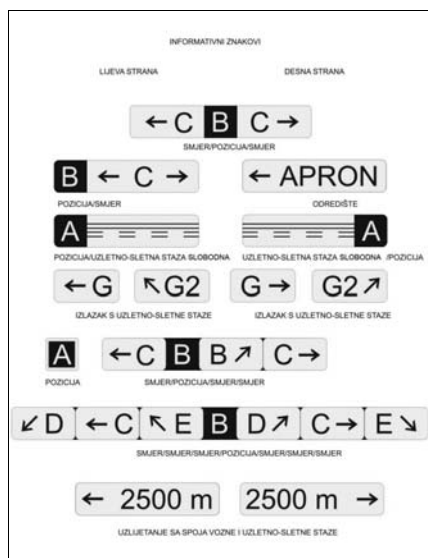 INFORMATIVNI ZNAKOVI
LIJEVA STRANA DESNA STRANA
← C B C →
SMJER/POZICIJA/SMJER
B ← C → ← APRON
POZICIJA/SMJER ODREDIŠTE
A A
POZICIJA/UZLETNO-SLETNA STAZA SLOBODNA UZLETNO-SLETNA STAZA SLOBODNA /POZICIJA
← G ↖ G2 G → G2 ↗
IZLAZAK S UZLETNO-SLETNE STAZE IZLAZAK S UZLETNO-SLETNE STAZE
A ← C B B ↗ C →
POZICIJA SMJER/POZICIJA/SMJER/SMJER
↙ D ← C ↖ E B D ↗ C → E ↘
SMJER/SMJER/SMJER/POZICIJA/SMJER/SMJER/SMJER
← 2500 m 2500 m →
UZLIJETANJE SA SPOJA VOZNE I UZLETNO-SLETNE STAZE